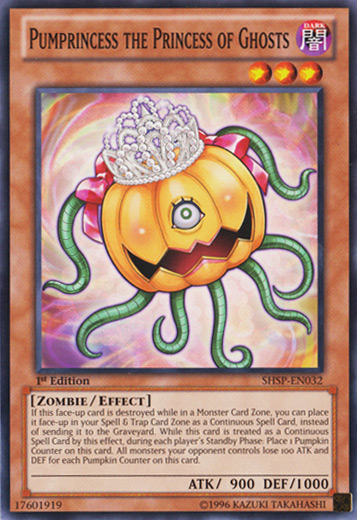 Pumprincess the Princess of Ghosts
DARK
闇
1st Edition
SHSP-EN032
[Zombie/Effect]
If this face-up card is destroyed while in a Monster Card Zone, you can place
it face-up in your Spell & Trap Card Zone as a Continuous Spell Card, instead
of sending it to the Graveyard. While this card is treated as a Continuous
Spell Card by this effect, during each player's Standby Phase: Place 1 Pumpkin
Counter on this card. All monsters your opponent controls lose 100 ATK and
DEF for each Pumpkin Counter on this card.
ATK/ 900 DEF/1000
17601919
©1996 KAZUKI TAKAHASHI